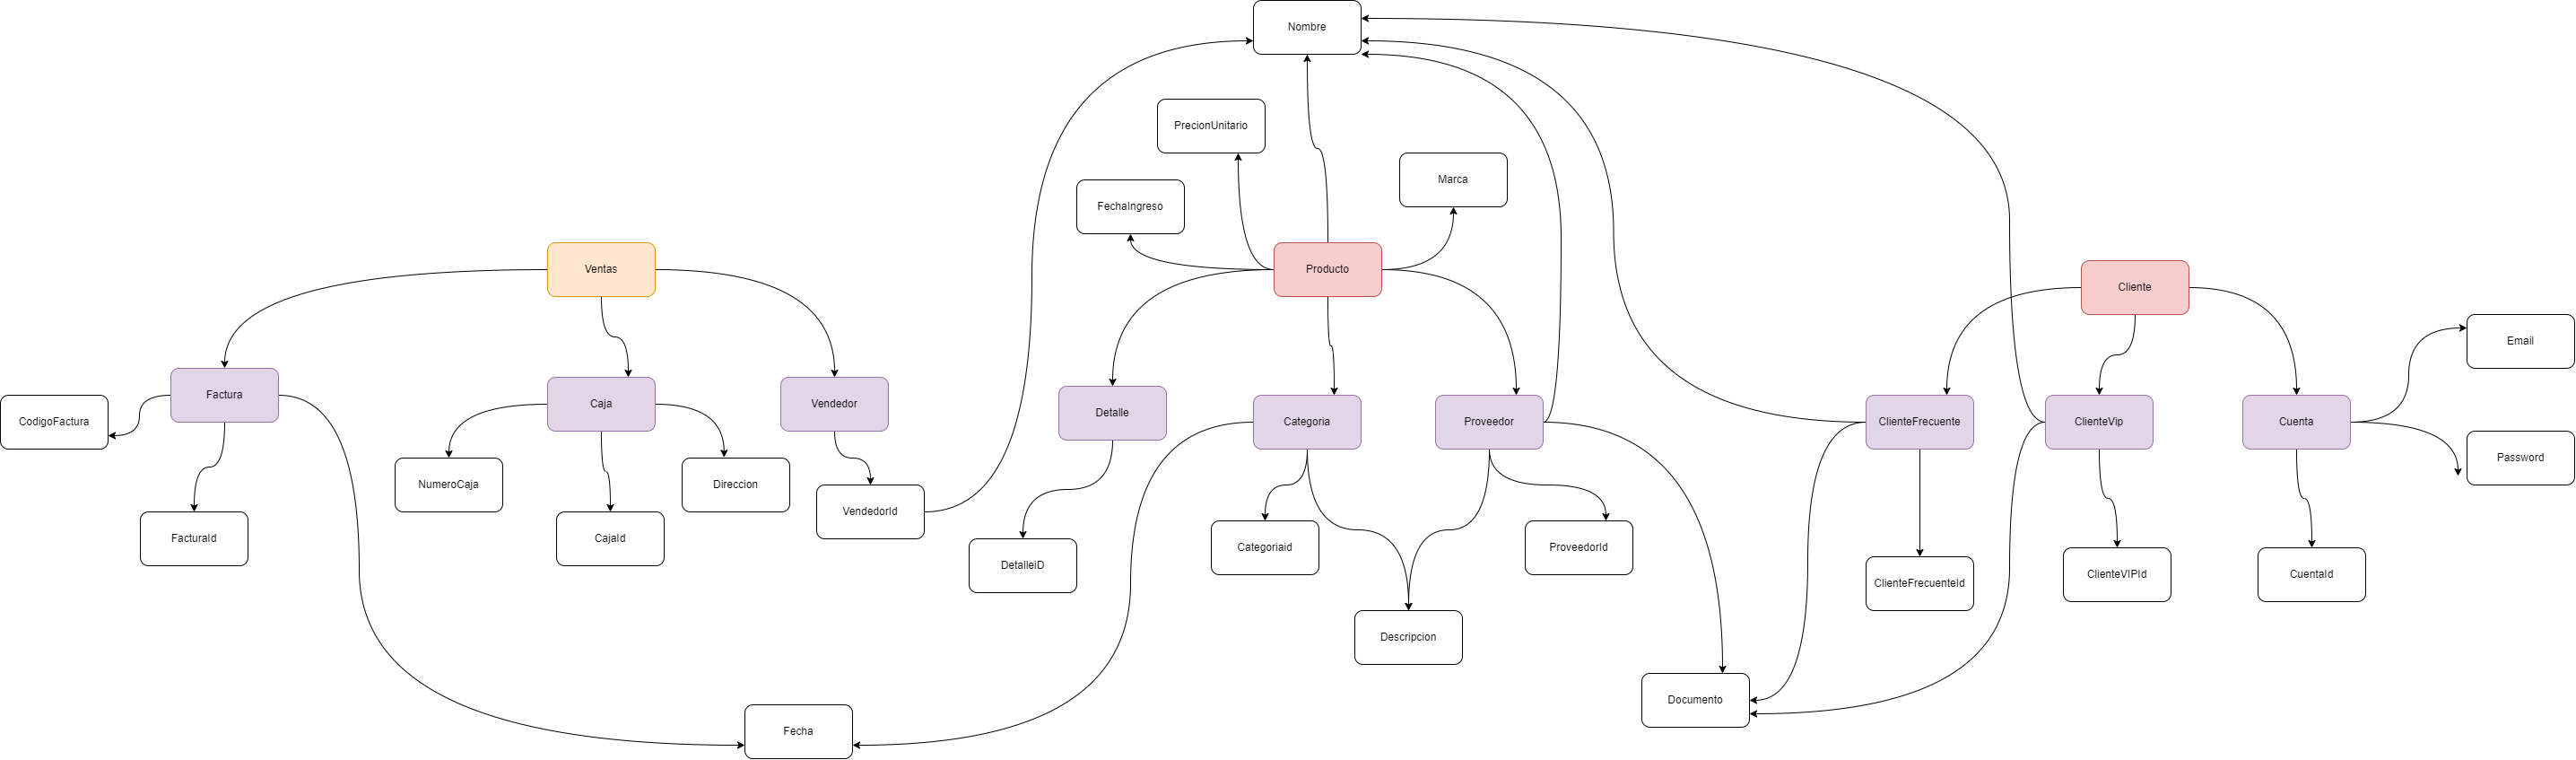 Nombre
PrecionUnitario
Marca
FechaIngreso
Ventas
Producto
Cliente
Email
Factura
CodigoFactura
Caja
Vendedor
Detalle
Categoria
Proveedor
ClienteFrecuente
ClienteVip
Cuenta
Password
NumeroCaja
Direccion
VendedorId
FacturaId
CajaId
DetalleiD
Categoriaid
ProveedorId
ClienteFrecuenteId
ClienteVIPId
CuentaId
Descripcion
Documento
Fecha